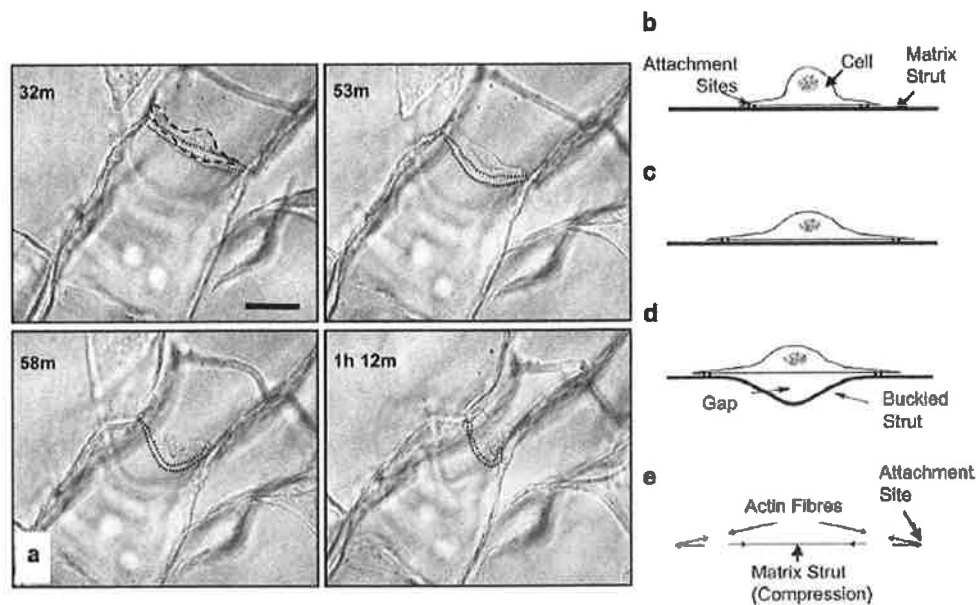 32m
53m
58m
1h 12m
a
b
Attachment
Sites
Cell
Matrix
Strut
c
d
Gap
Buckled
Strut
e
Actin Fibres
Attachment
Site
Matrix Strut
(Compression)